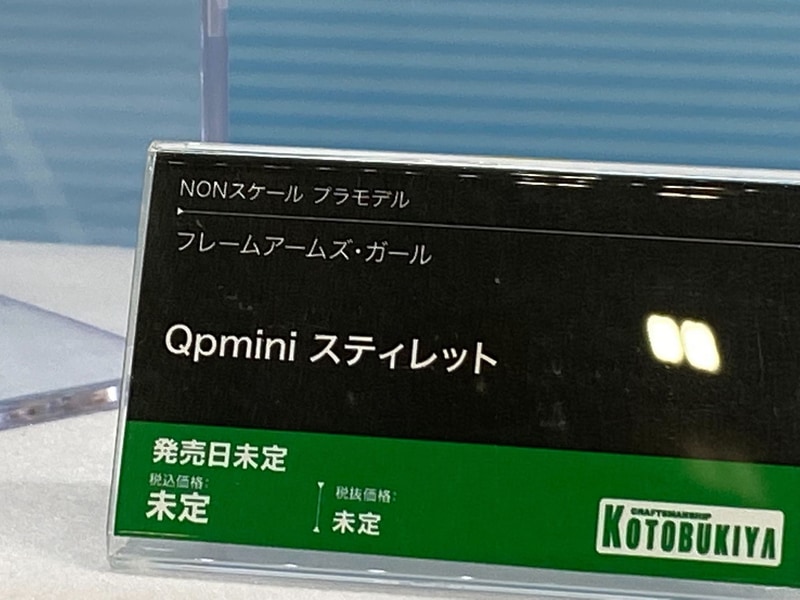 NONスケール プラモデル
フレームアームズ・ガール
Qpmini スティレット
発売日未定
税込価格:
未定
税抜価格:
未定
CRAFTSMANSHIP
KOTOBUKIYA